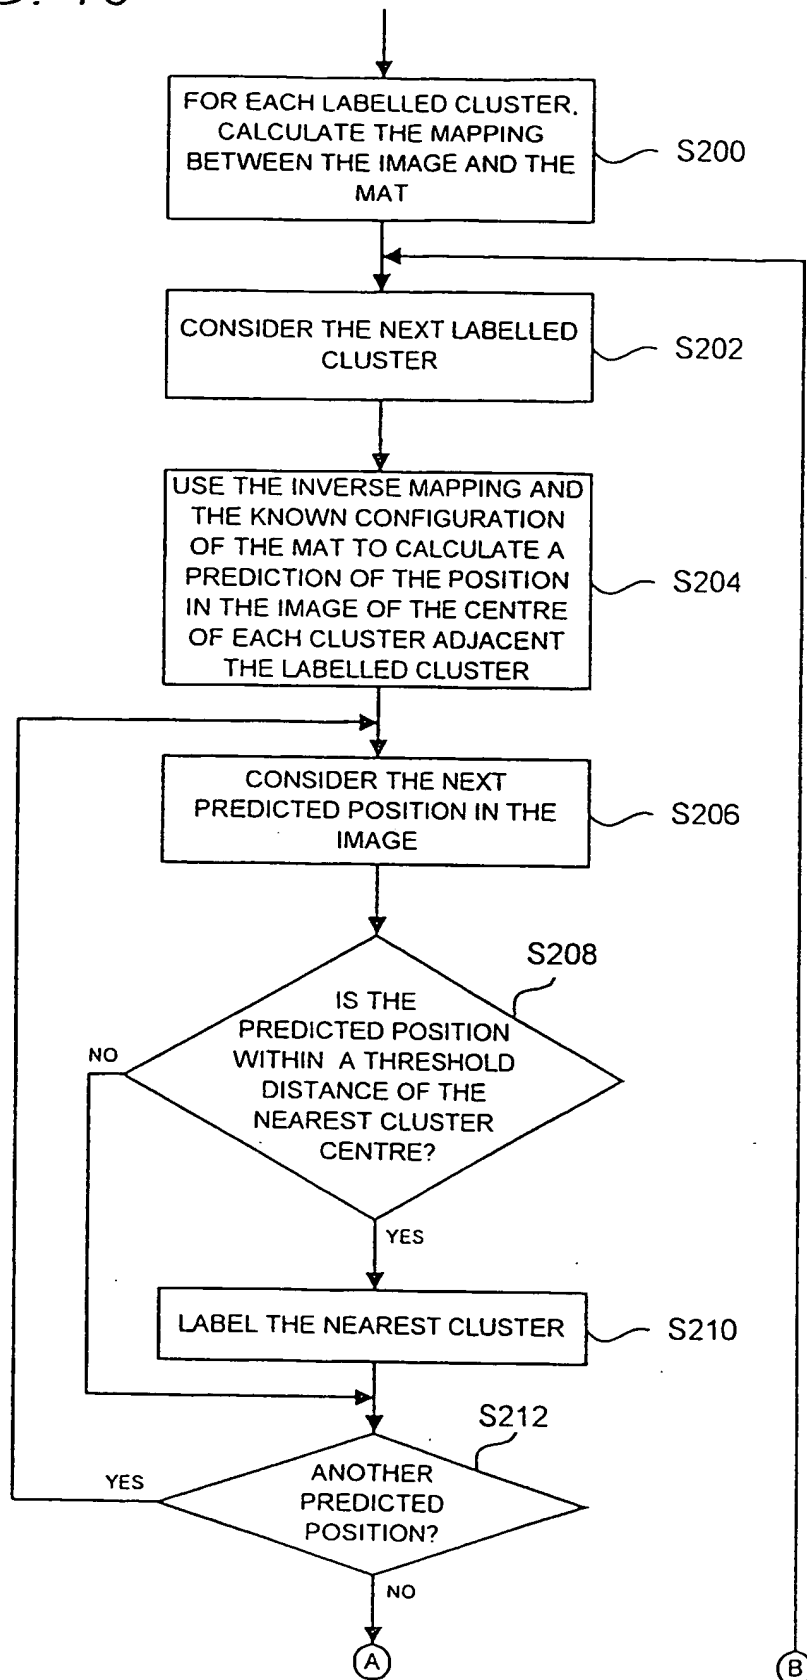 FOR EACH LABELLED CLUSTER,
CALCULATE THE MAPPING
BETWEEN THE IMAGE AND THE
MAT
S200
CONSIDER THE NEXT LABELLED
CLUSTER
S202
USE THE INVERSE MAPPING AND
THE KNOWN CONFIGURATION
OF THE MAT TO CALCULATE A
PREDICTION OF THE POSITION
IN THE IMAGE OF THE CENTRE
OF EACH CLUSTER ADJACENT
THE LABELLED CLUSTER
S204
CONSIDER THE NEXT
PREDICTED POSITION IN THE
IMAGE
S206
S208
IS THE
PREDICTED POSITION
WITHIN A THRESHOLD
DISTANCE OF THE
NEAREST CLUSTER
CENTRE?
NO
YES
LABEL THE NEAREST CLUSTER
S210
S212
ANOTHER
PREDICTED
POSITION?
YES
NO
A
B